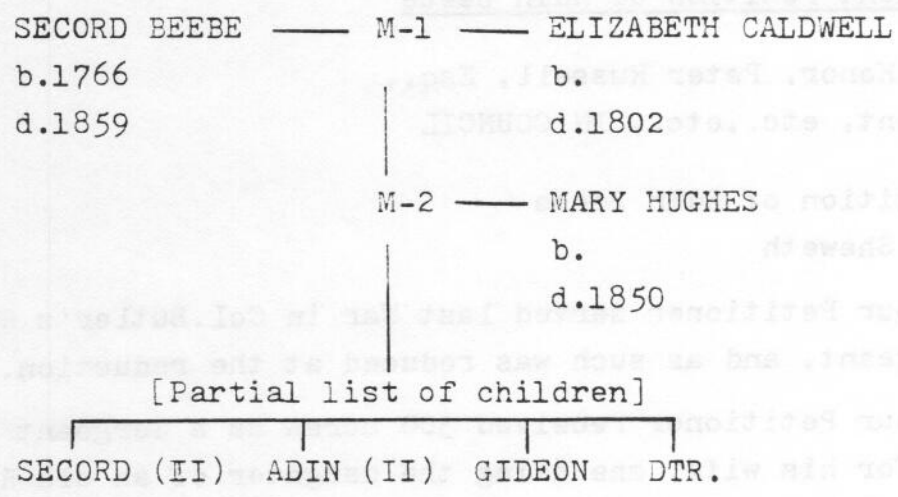 SECORD BEEBE — M-1 — ELIZABETH CALDWELL
b.1766 b.
d.1859 d.1802
M-2 — MARY HUGHES
b.
d.1850
[Partial list of children]
SECORD (II) ADIN (II) GIDEON DTR.